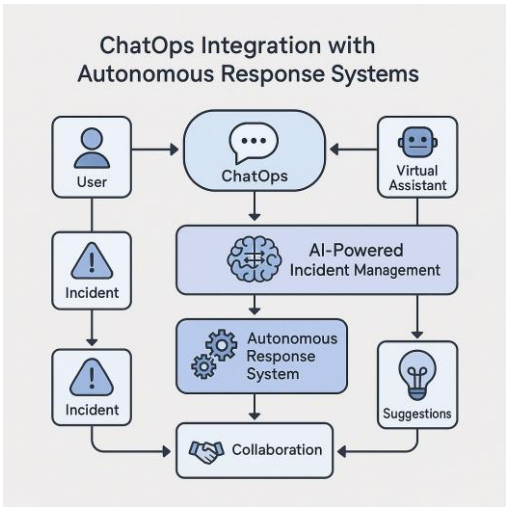 ChatOps Integration with
Autonomous Response Systems
User
ChatOps
Virtual
Assistant
Incident
AI-Powered
Incident Management
Autonomous
Response
System
Incident
Suggestions
Collaboration